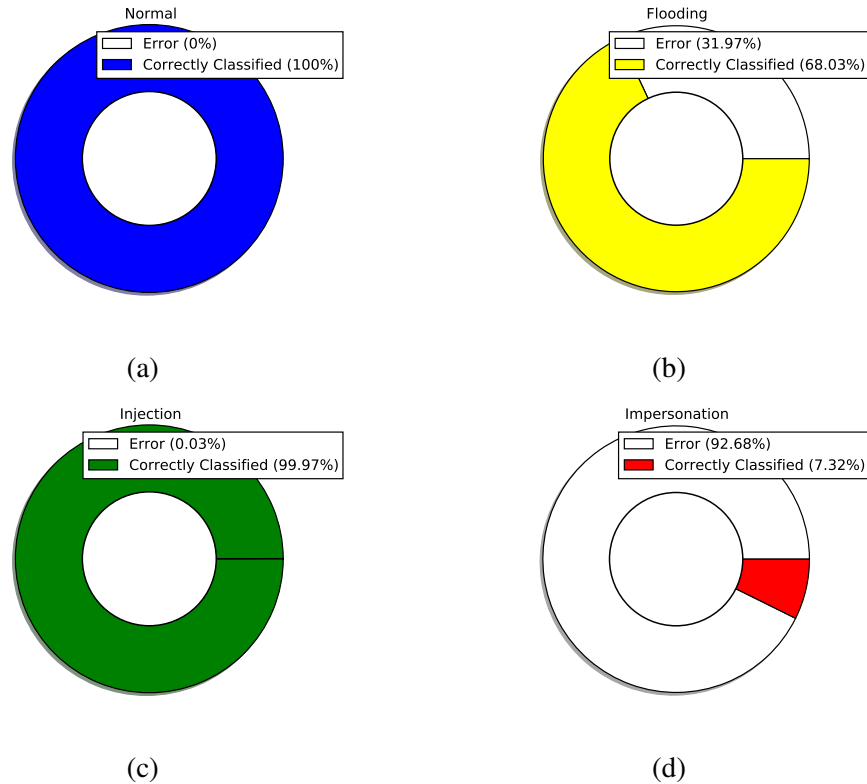 Normal
Error (0%)
Correctly Classified (100%)
(a)
Flooding
Error (31.97%)
Correctly Classified (68.03%)
(b)
Injection
Error (0.03%)
Correctly Classified (99.97%)
(c)
Impersonation
Error (92.68%)
Correctly Classified (7.32%)
(d)